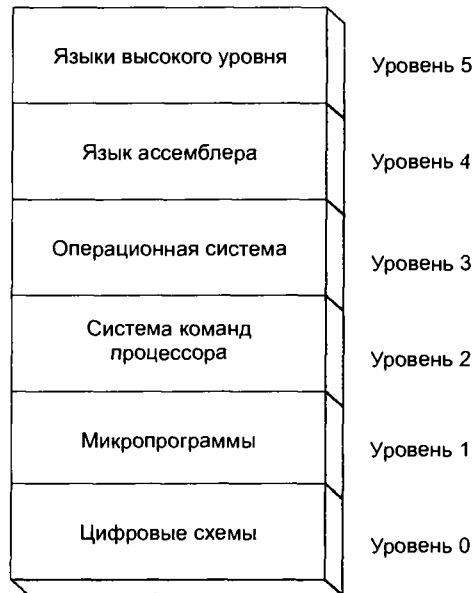 Языки высокого уровня
Уровень 5
Язык ассемблера
Уровень 4
Операционная система
Уровень 3
Система команд
процессора
Уровень 2
Микропрограммы
Уровень 1
Цифровые схемы
Уровень 0